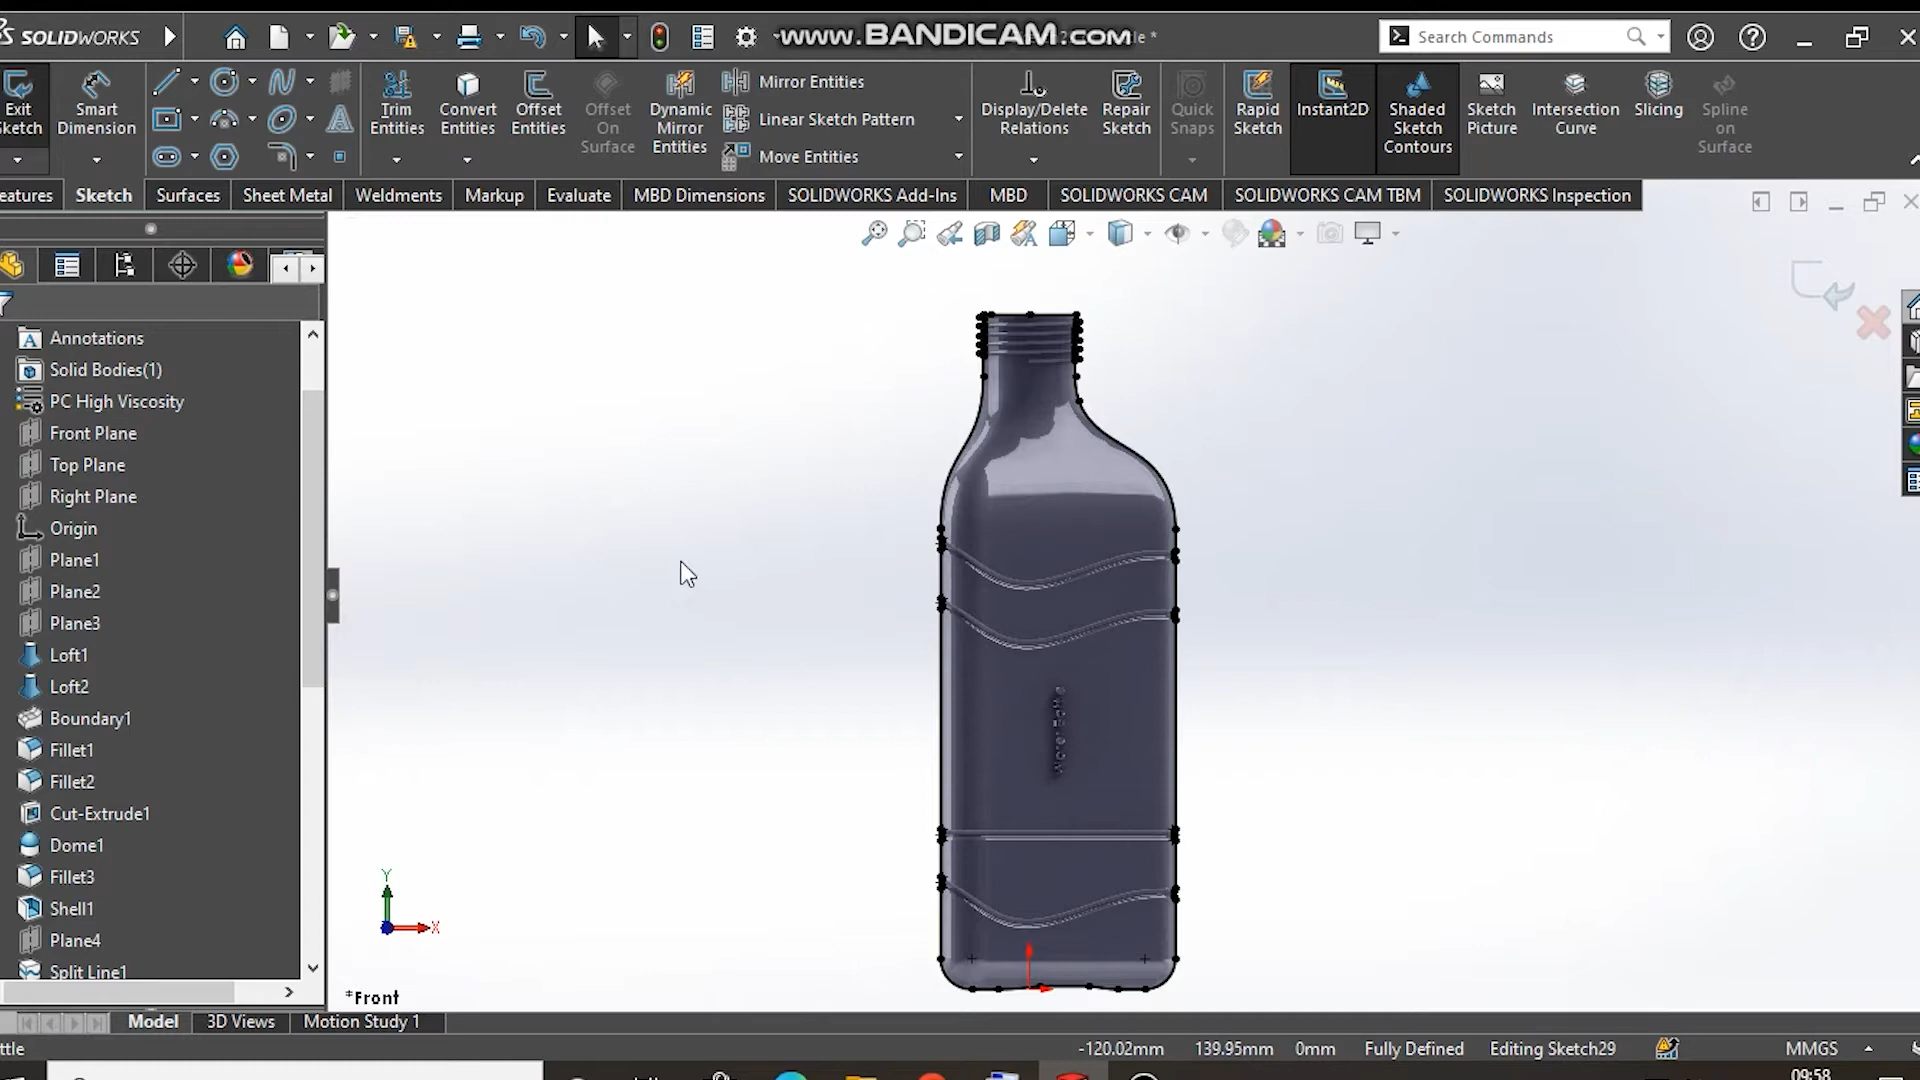 SOLIDWORKS
www.BANDICAM.com
le *
Search Commands
Exit
Sketch
Smart
Dimension
Trim
Entities
Convert
Entities
Offset
Entities
Offset
On
Surface
Dynamic
Mirror
Entities
Mirror Entities
Linear Sketch Pattern
Move Entities
Display/Delete
Relations
Repair
Sketch
Quick
Snaps
Rapid
Sketch
Instant2D
Shaded
Sketch
Contours
Sketch
Picture
Intersection
Curve
Slicing
Spline
on
Surface
eatures
Sketch
Surfaces
Sheet Metal
Weldments
Markup
Evaluate
MBD Dimensions
SOLIDWORKS Add-Ins
MBD
SOLIDWORKS CAM
SOLIDWORKS CAM TBM
SOLIDWORKS Inspection
Annotations
Solid Bodies(1)
PC High Viscosity
Front Plane
Top Plane
Right Plane
Origin
Plane1
Plane2
Plane3
Loft1
Loft2
Boundary1
Fillet1
Fillet2
Cut-Extrude1
Dome1
Fillet3
Shell1
Plane4
Split Line1
Y
X
*Front
Model
3D Views
Motion Study 1
ttle
-120.02mm
139.95mm
0mm
Fully Defined
Editing Sketch29
MMGS
09:58